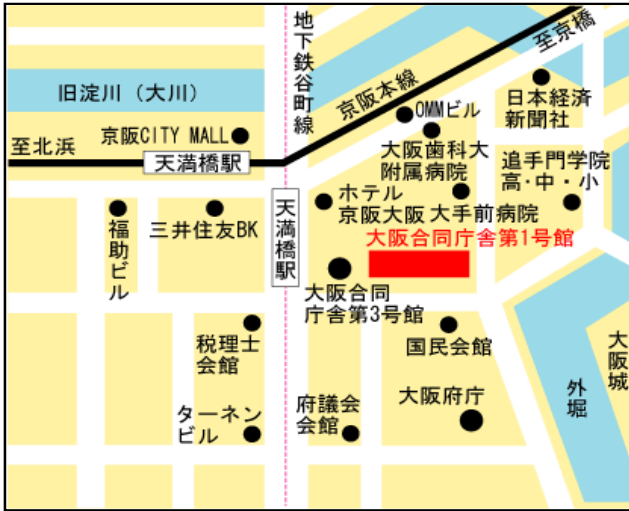 地下鉄谷町線
至京橋
旧淀川（大川）
京阪本線
日本経済
新聞社
OMMビル
至北浜
京阪CITY MALL
天満橋駅
大阪歯科大
附属病院
追手門学院
高・中・小
ホテル
京阪大阪
大手前病院
福助ビル
三井住友BK
天満橋駅
大阪合同庁舎第1号館
大阪合同
庁舎第3号館
税理士
会館
国民会館
大阪城
外堀
ターネン
ビル
府議会
会館
大阪府庁